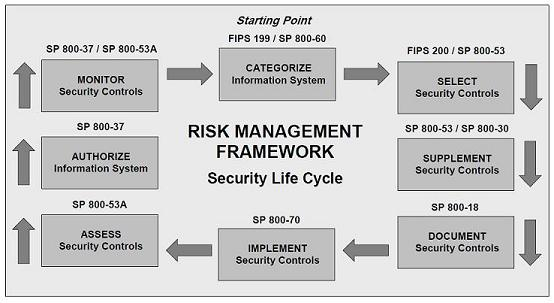 Starting Point
FIPS 199 / SP 800-60
CATEGORIZE
Information System
FIPS 200 / SP 800-53
SELECT
Security Controls
SP 800-53 / SP 800-30
SUPPLEMENT
Security Controls
SP 800-18
DOCUMENT
Security Controls
SP 800-70
IMPLEMENT
Security Controls
SP 800-53A
ASSESS
Security Controls
SP 800-37
AUTHORIZE
Information System
SP 800-37 / SP 800-53A
MONITOR
Security Controls
RISK MANAGEMENT
FRAMEWORK
Security Life Cycle